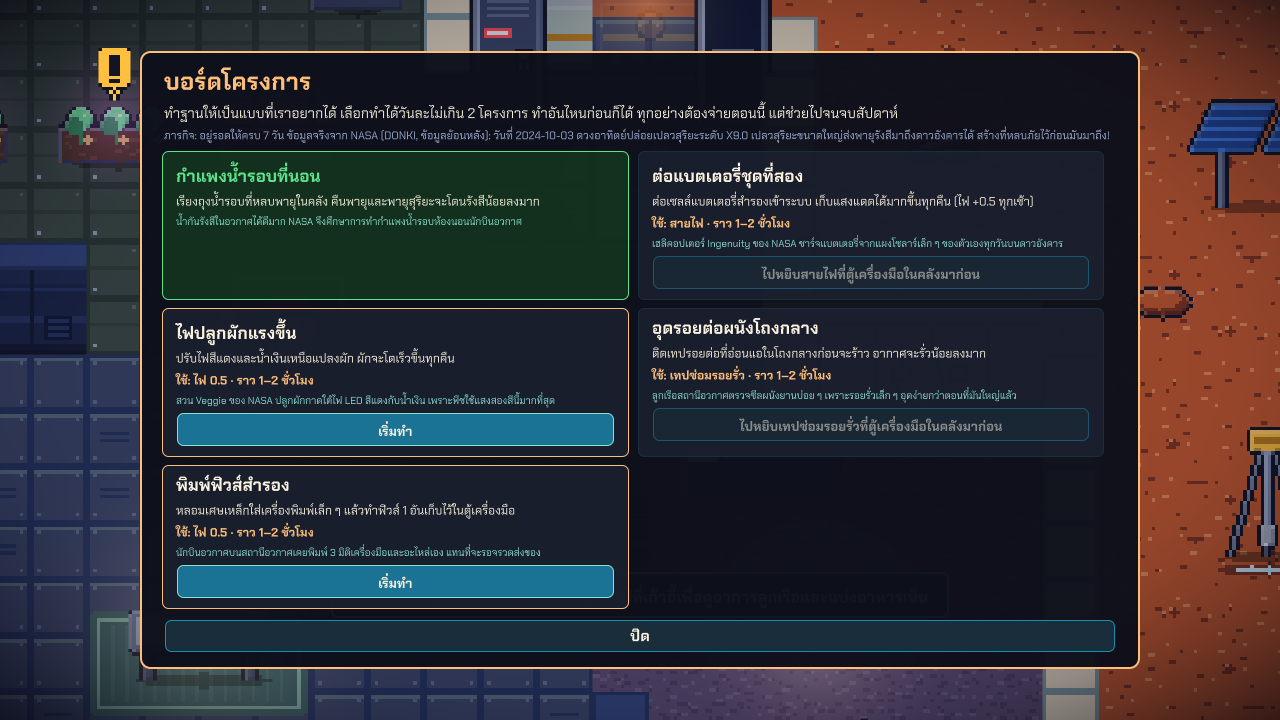 บอร์ดโครงการ
ทำฐานให้เป็นแบบที่เราอยากได้ เลือกทำได้วันละไม่เกิน 2 โครงการ ทำอันไหนก่อนก็ได้ ทุกอย่างต้องจ่ายตอนนี้ แต่ช่วยไปจนจบสัปดาห์
ภารกิจ: อยู่รอดให้ครบ 7 วัน ข้อมูลจริงจาก NASA (DONKI, ข้อมูลย้อนหลัง): วันที่ 2024-10-03 ดวงอาทิตย์ปล่อยเปลวสุริยะระดับ X9.0 เปลวสุริยะขนาดใหญ่ส่งพายุรังสีมาถึงดาวอังคารได้ สร้างที่หลบภัยไว้ก่อนมันมาถึง!
กำแพงน้ำรอบที่นอน
เรียงถุงน้ำรอบที่หลบพายุในคลัง คืนพายุและพายุสุริยะจะโดนรังสีน้อยลงมาก
น้ำกันรังสีในอวกาศได้ดีมาก NASA จึงศึกษาการทำกำแพงน้ำรอบห้องนอนนักบินอวกาศ
ต่อแบตเตอรี่ชุดที่สอง
ต่อเซลล์แบตเตอรี่สำรองเข้าระบบ เก็บแสงแดดได้มากขึ้นทุกคืน (ไฟ +0.5 ทุกเช้า)
ใช้: สายไฟ · ราว 1–2 ชั่วโมง
เฮลิคอปเตอร์ Ingenuity ของ NASA ชาร์จแบตเตอรี่จากแผงโซลาร์เล็ก ๆ ของตัวเองทุกวันบนดาวอังคาร
ไปหยิบสายไฟที่ตู้เครื่องมือในคลังมาก่อน
ไฟปลูกผักแรงขึ้น
ปรับไฟสีแดงและน้ำเงินเหนือแปลงผัก ผักจะโตเร็วขึ้นทุกคืน
ใช้: ไฟ 0.5 · ราว 1–2 ชั่วโมง
สวน Veggie ของ NASA ปลูกผักกาดใต้ไฟ LED สีแดงกับน้ำเงิน เพราะพืชใช้แสงสองสีนี้มากที่สุด
เริ่มทำ
อุดรอยต่อผนังโถงกลาง
ติดเทปรอยต่อที่อ่อนแอในโถงกลางก่อนจะร้าว อากาศจะรั่วน้อยลงมาก
ใช้: เทปซ่อมรอยรั่ว · ราว 1–2 ชั่วโมง
ลูกเรือสถานีอวกาศตรวจซีลผนังยานบ่อย ๆ เพราะรอยรั่วเล็ก ๆ อุดง่ายกว่าตอนที่มันใหญ่แล้ว
ไปหยิบเทปซ่อมรอยรั่วที่ตู้เครื่องมือในคลังมาก่อน
พิมพ์ฟิวส์สำรอง
หลอมเศษเหล็กใส่เครื่องพิมพ์เล็ก ๆ แล้วทำฟิวส์ 1 อันเก็บไว้ในตู้เครื่องมือ
ใช้: ไฟ 0.5 · ราว 1–2 ชั่วโมง
นักบินอวกาศบนสถานีอวกาศเคยพิมพ์ 3 มิติเครื่องมือและอะไหล่เอง แทนที่จะรอจรวดส่งของ
เริ่มทำ
ปิด